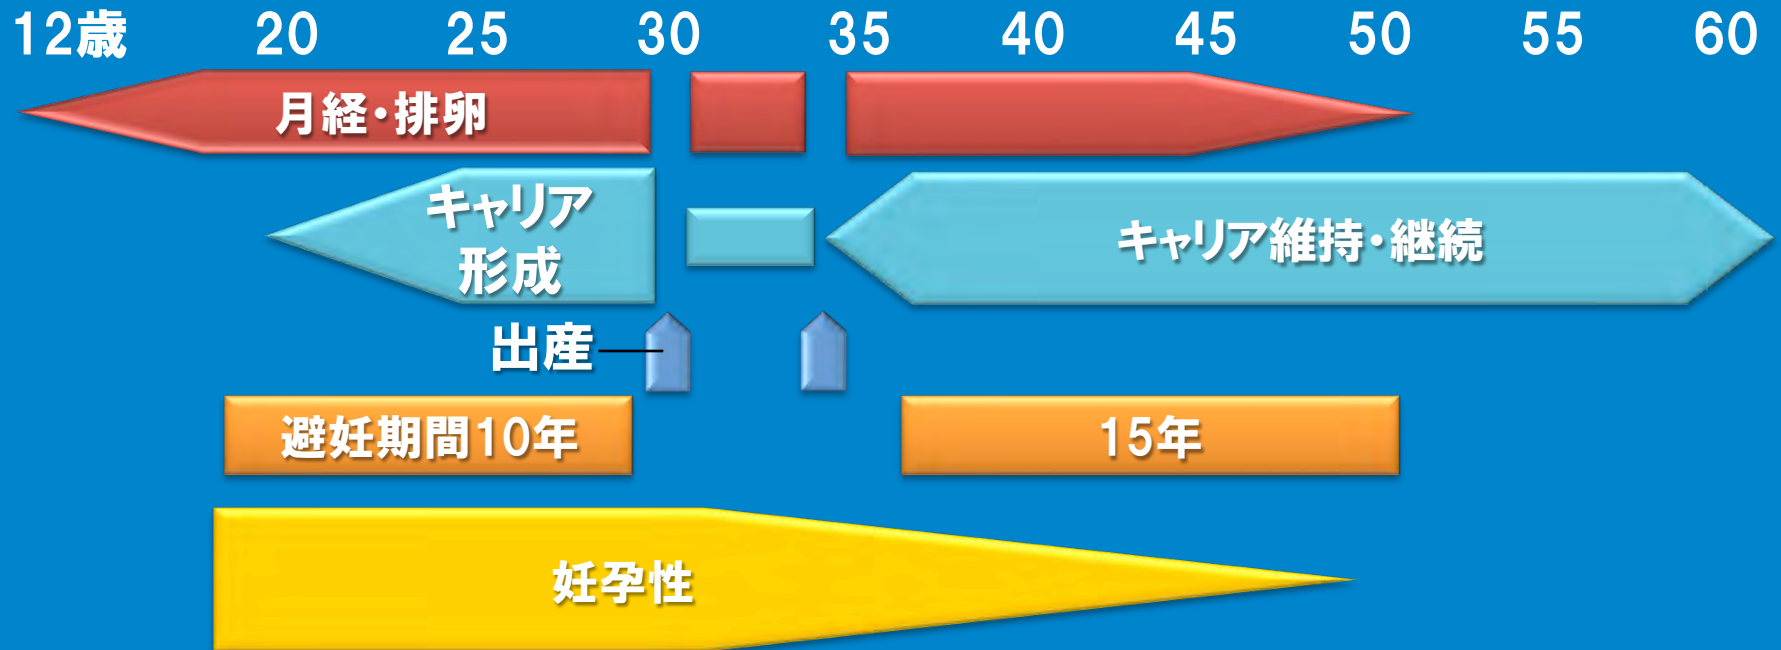 12歳 20 25 30 35 40 45 50 55 60
月経・排卵
キャリア
形成
キャリア維持・継続
出産
避妊期間10年
15年
妊孕性